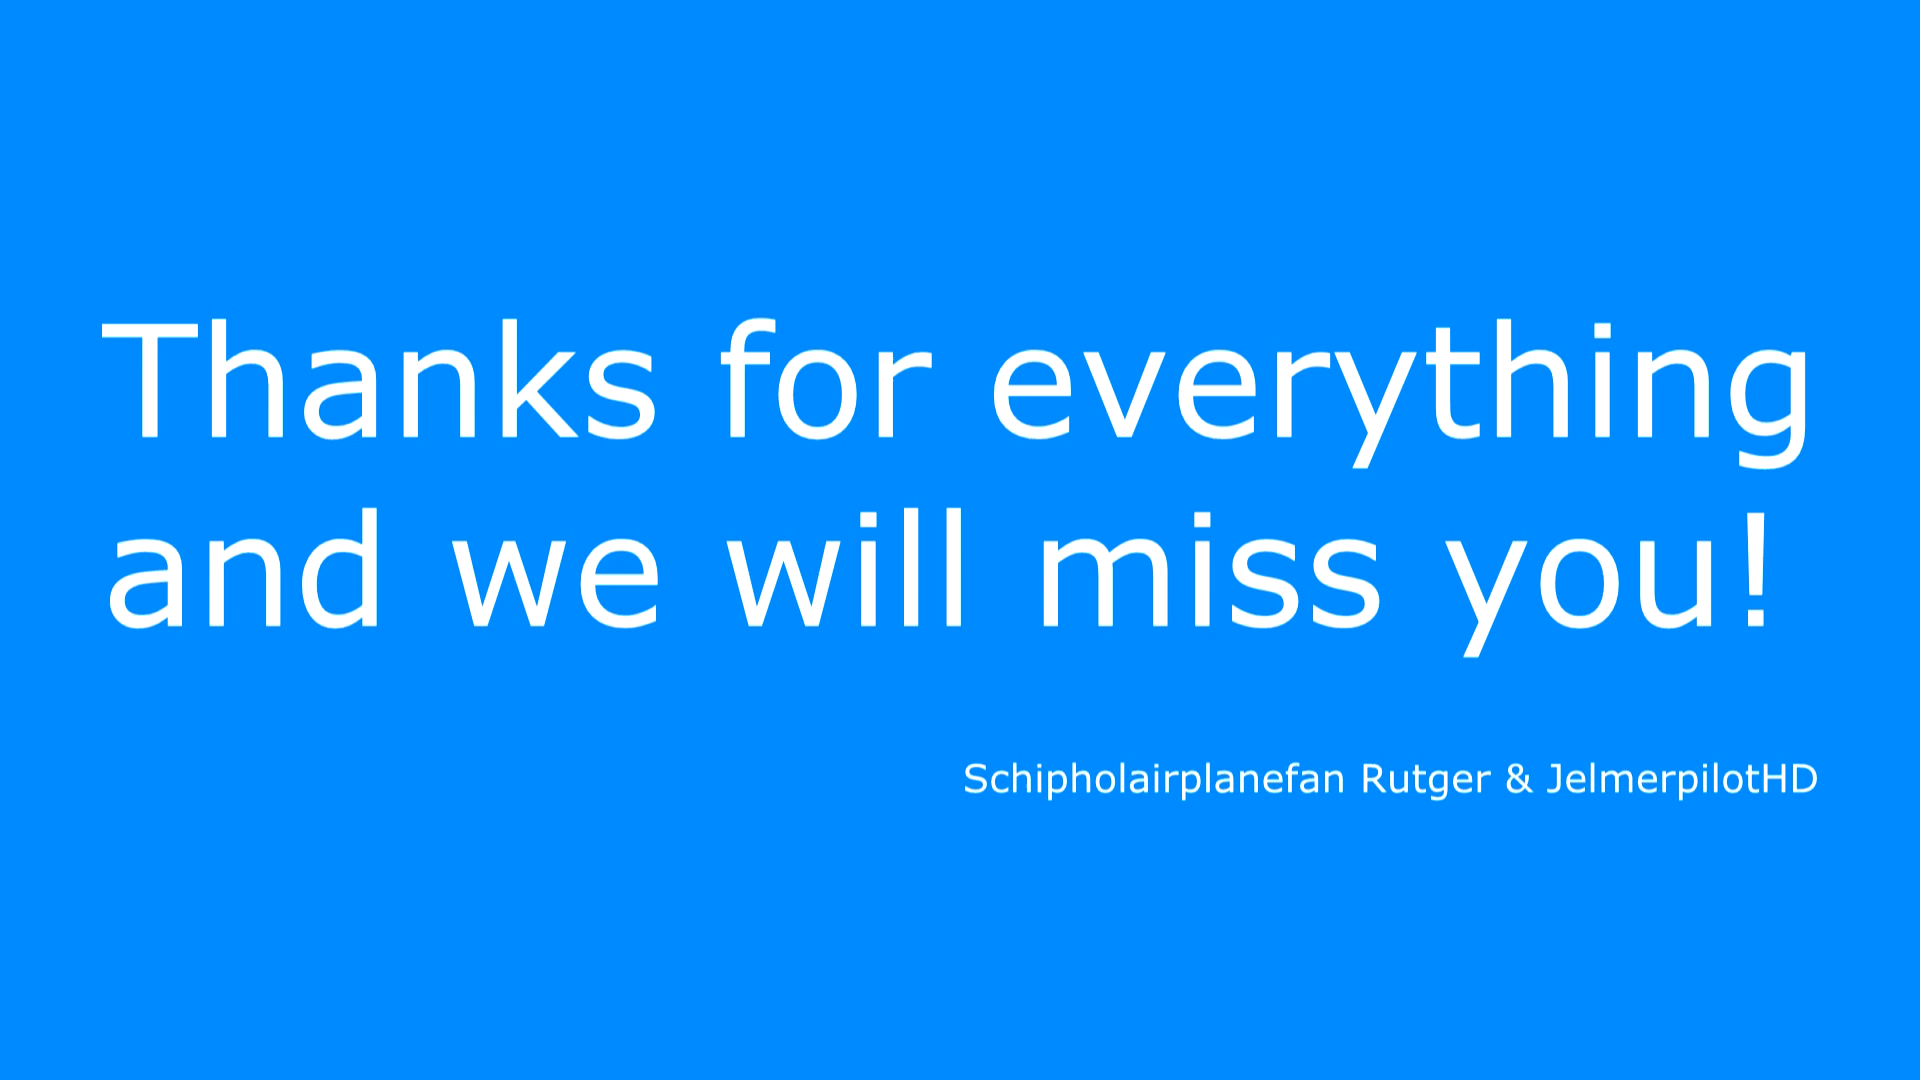 Thanks for everything
and we will miss you!
Schipholairplanefan Rutger & JelmerpilotHD